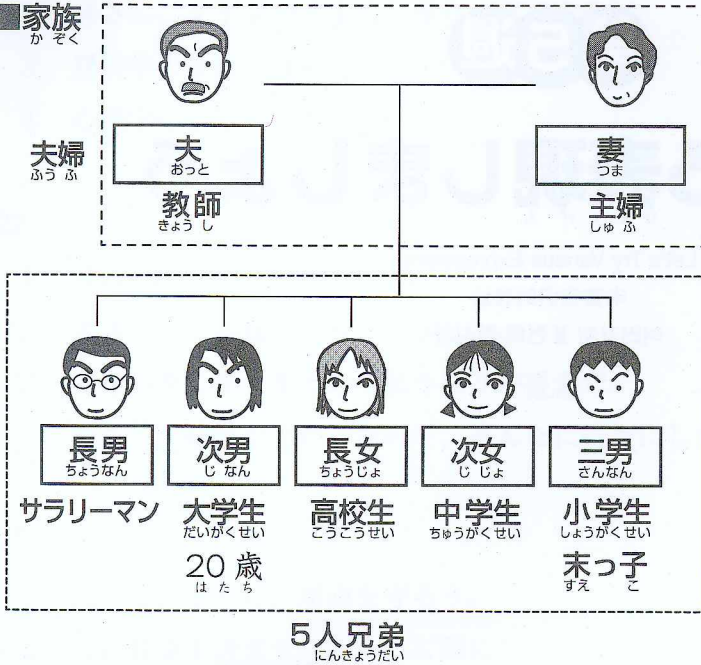 家族
かぞく
夫婦
ふうふ
夫
おっと
教師
きょうし
妻
つま
主婦
しゅふ
長男
ちょうなん
サラリーマン
次男
じなん
大学生
だいがくせい
20歳
はたち
長女
ちょうじょ
高校生
こうこうせい
次女
じじょ
中学生
ちゅうがくせい
三男
さんなん
小学生
しょうがくせい
末っ子
すえ こ
5人兄弟
にんきょうだい